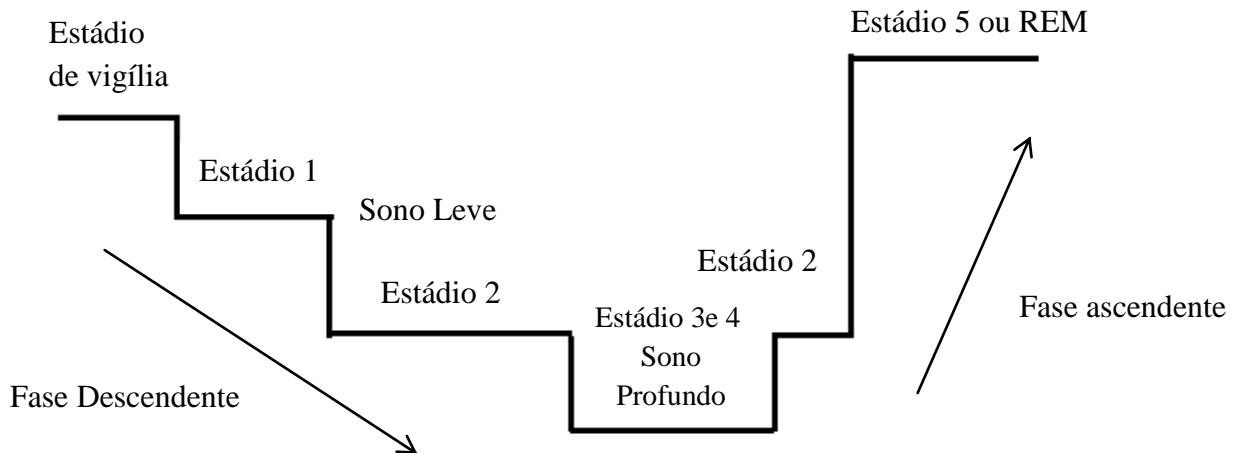 Estádio
de vigília
Estádio 5 ou REM
Estádio 1
Sono Leve
Estádio 2
Estádio 2
Estádio 3e 4
Sono
Profundo
Fase ascendente
Fase Descendente